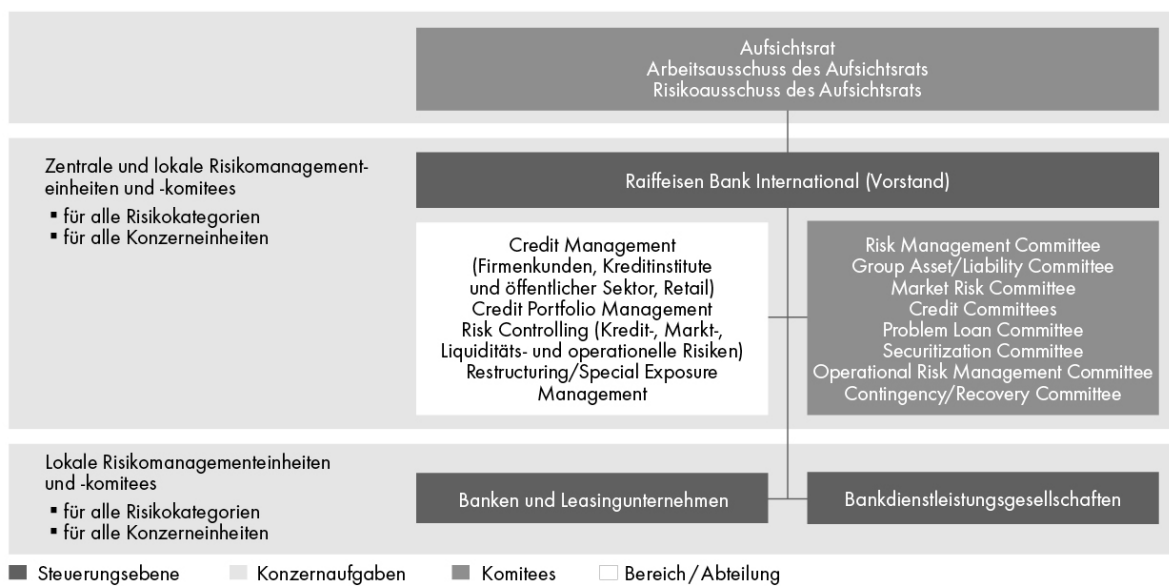 Aufsichtsrat
Arbeitsausschuss des Aufsichtsrats
Risikoausschuss des Aufsichtsrats
Zentrale und lokale Risikomanagement-
einheiten und -komitees
▪ für alle Risikokategorien
▪ für alle Konzerneinheiten
Raiffeisen Bank International (Vorstand)
Credit Management
(Firmenkunden, Kreditinstitute
und öffentlicher Sektor, Retail)
Credit Portfolio Management
Risk Controlling (Kredit-, Markt-,
Liquiditäts- und operationelle Risiken)
Restructuring/Special Exposure
Management
Risk Management Committee
Group Asset/Liability Committee
Market Risk Committee
Credit Committees
Problem Loan Committee
Securitization Committee
Operational Risk Management Committee
Contingency/Recovery Committee
Lokale Risikomanagementeinheiten
und -komitees
▪ für alle Risikokategorien
▪ für alle Konzerneinheiten
Banken und Leasingunternehmen
Bankdienstleistungsgesellschaften
Steuerungsebene
Konzernaufgaben
Komitees
Bereich/Abteilung